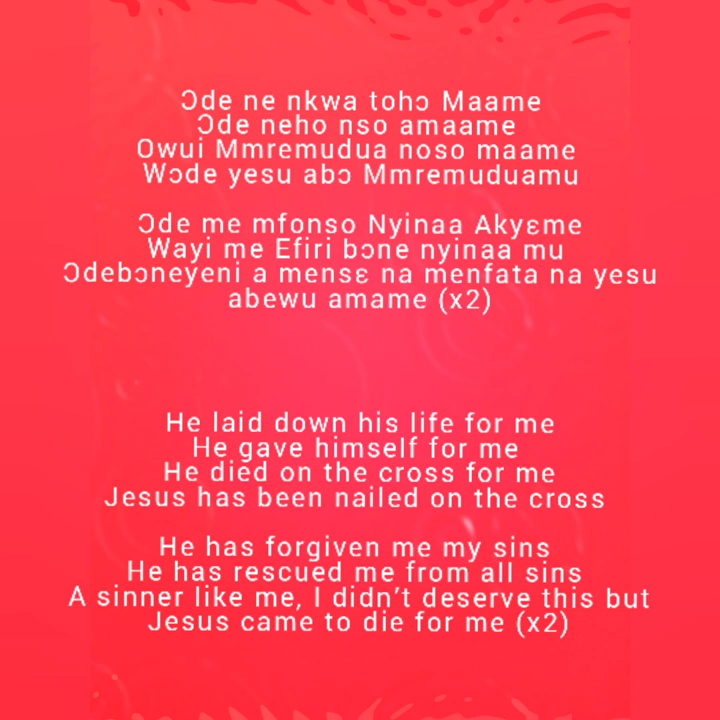 Ɔde ne nkwa tohɔ Maame
Ɔde neho nso amaame
Owui Mmremudua noso maame
Wɔde yesu abɔ Mmremuduamu
Ɔde me mfonso Nyinaa Akyɛme
Wayi me Efiri bɔne nyinaa mu
Ɔdebɔneyeni a mensɛ na menfata na yesu
abewu amame (x2)
He laid down his life for me
He gave himself for me
He died on the cross for me
Jesus has been nailed on the cross
He has forgiven me my sins
He has rescued me from all sins
A sinner like me, I didn’t deserve this but
Jesus came to die for me (x2)